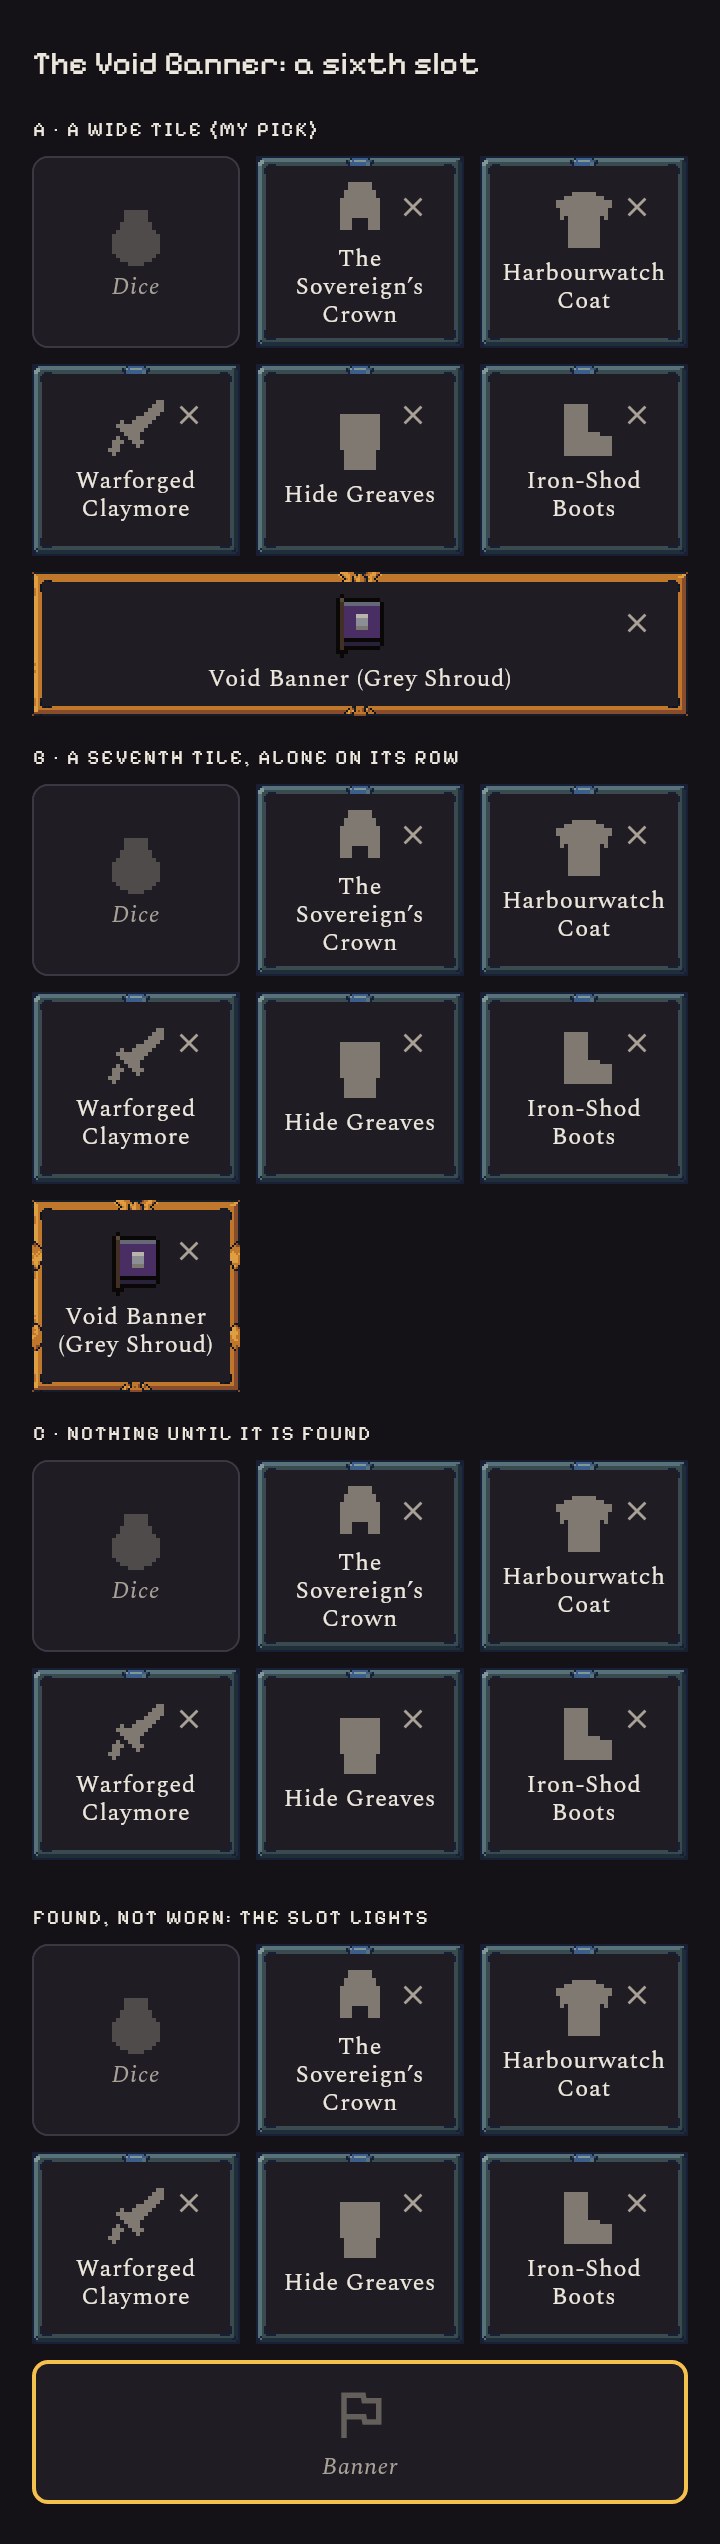 The Void Banner: a sixth slot
A · A WIDE TILE (MY PICK)
Dice
The
Sovereign's
Crown
Harbourwatch
Coat
Warforged
Claymore
Hide Greaves
Iron-Shod
Boots
Void Banner (Grey Shroud)
B · A SEVENTH TILE, ALONE ON ITS ROW
Dice
The
Sovereign's
Crown
Harbourwatch
Coat
Warforged
Claymore
Hide Greaves
Iron-Shod
Boots
Void Banner
(Grey Shroud)
C · NOTHING UNTIL IT IS FOUND
Dice
The
Sovereign's
Crown
Harbourwatch
Coat
Warforged
Claymore
Hide Greaves
Iron-Shod
Boots
FOUND, NOT WORN: THE SLOT LIGHTS
Dice
The
Sovereign's
Crown
Harbourwatch
Coat
Warforged
Claymore
Hide Greaves
Iron-Shod
Boots
Banner